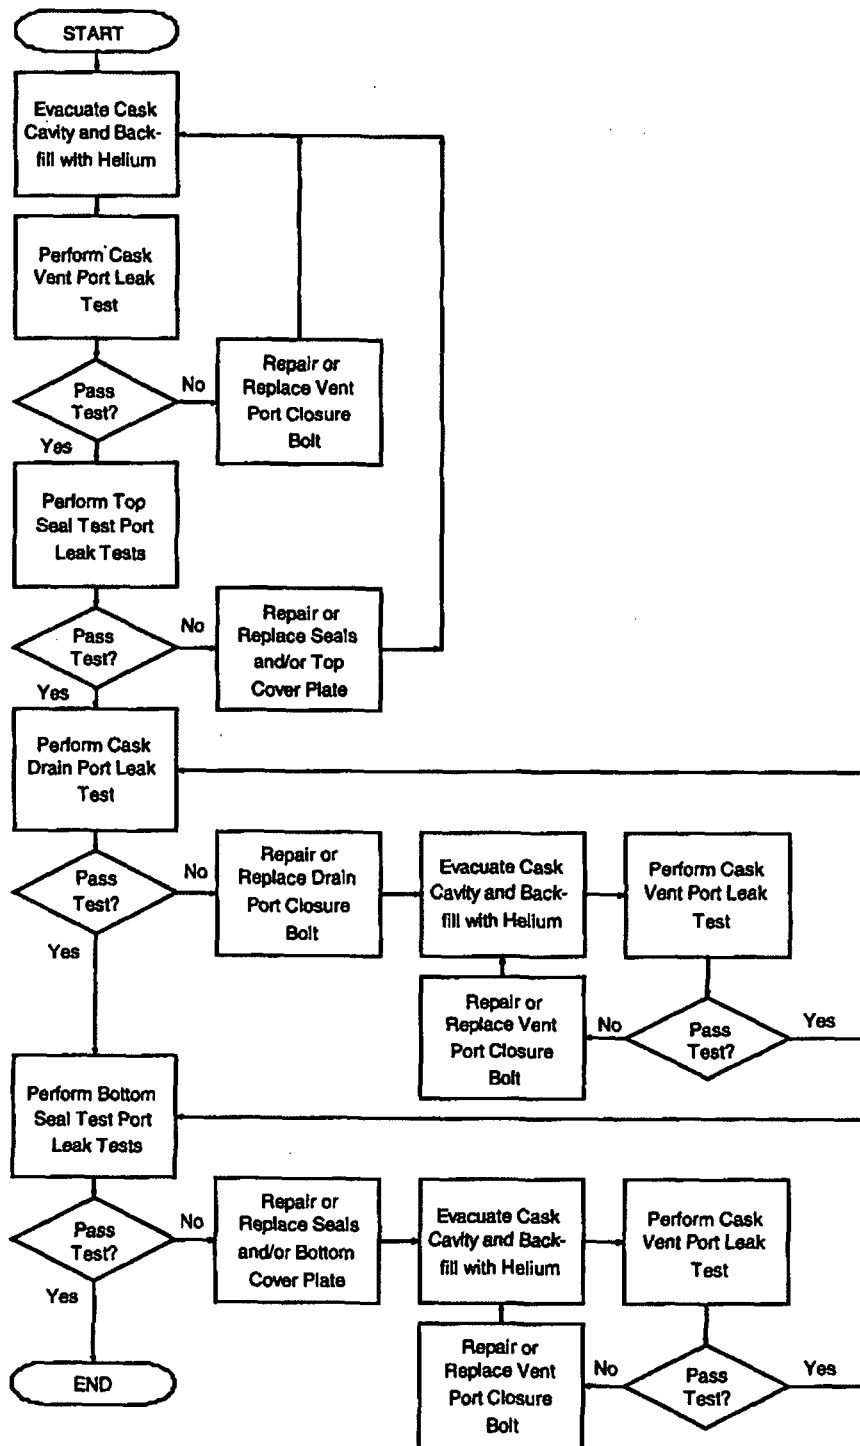 START
Evacuate Cask
Cavity and Back-
fill with Helium
Perform Cask
Vent Port Leak
Test
Pass
Test?
No
Repair or
Replace Vent
Port Closure
Bolt
Yes
Perform Top
Seal Test Port
Leak Tests
Pass
Test?
No
Repair or
Replace Seals
and/or Top
Cover Plate
Yes
Perform Cask
Drain Port Leak
Test
Pass
Test?
No
Repair or
Replace Drain
Port Closure
Bolt
Evacuate Cask
Cavity and Back-
fill with Helium
Perform Cask
Vent Port Leak
Test
Yes
Repair or
Replace Vent
Port Closure
Bolt
No
Pass
Test?
Yes
Perform Bottom
Seal Test Port
Leak Tests
Pass
Test?
No
Repair or
Replace Seals
and/or Bottom
Cover Plate
Evacuate Cask
Cavity and Back-
fill with Helium
Perform Cask
Vent Port Leak
Test
Yes
Repair or
Replace Vent
Port Closure
Bolt
No
Pass
Test?
Yes
END